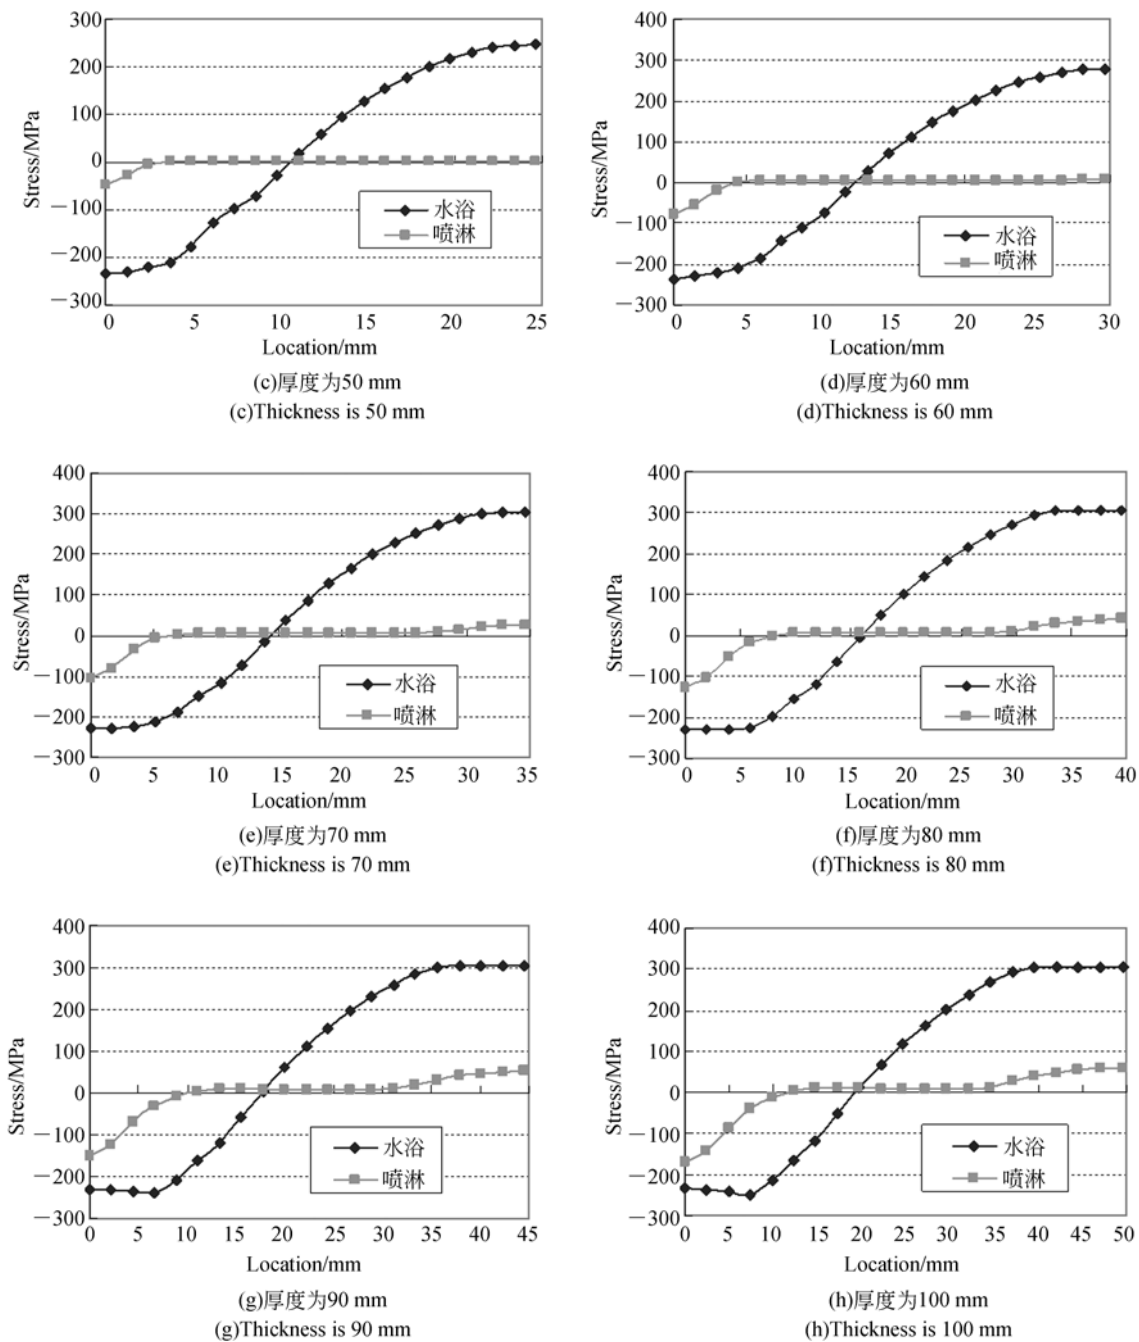 300
200
100
0
－100
－200
－300
Stress/MPa
水浴
喷淋
0 5 10 15 20 25
Location/mm
(c)厚度为50 mm
(c)Thickness is 50 mm
400
300
200
100
0
－100
－200
－300
Stress/MPa
水浴
喷淋
0 5 10 15 20 25 30
Location/mm
(d)厚度为60 mm
(d)Thickness is 60 mm
400
300
200
100
0
－100
－200
－300
Stress/MPa
水浴
喷淋
0 5 10 15 20 25 30 35
Location/mm
(e)厚度为70 mm
(e)Thickness is 70 mm
400
300
200
100
0
－100
－200
－300
Stress/MPa
水浴
喷淋
0 5 10 15 20 25 30 35 40
Location/mm
(f)厚度为80 mm
(f)Thickness is 80 mm
400
300
200
100
0
－100
－200
－300
Stress/MPa
水浴
喷淋
0 5 10 15 20 25 30 35 40 45
Location/mm
(g)厚度为90 mm
(g)Thickness is 90 mm
400
300
200
100
0
－100
－200
－300
Stress/MPa
水浴
喷淋
0 5 10 15 20 25 30 35 40 45 50
Location/mm
(h)厚度为100 mm
(h)Thickness is 100 mm